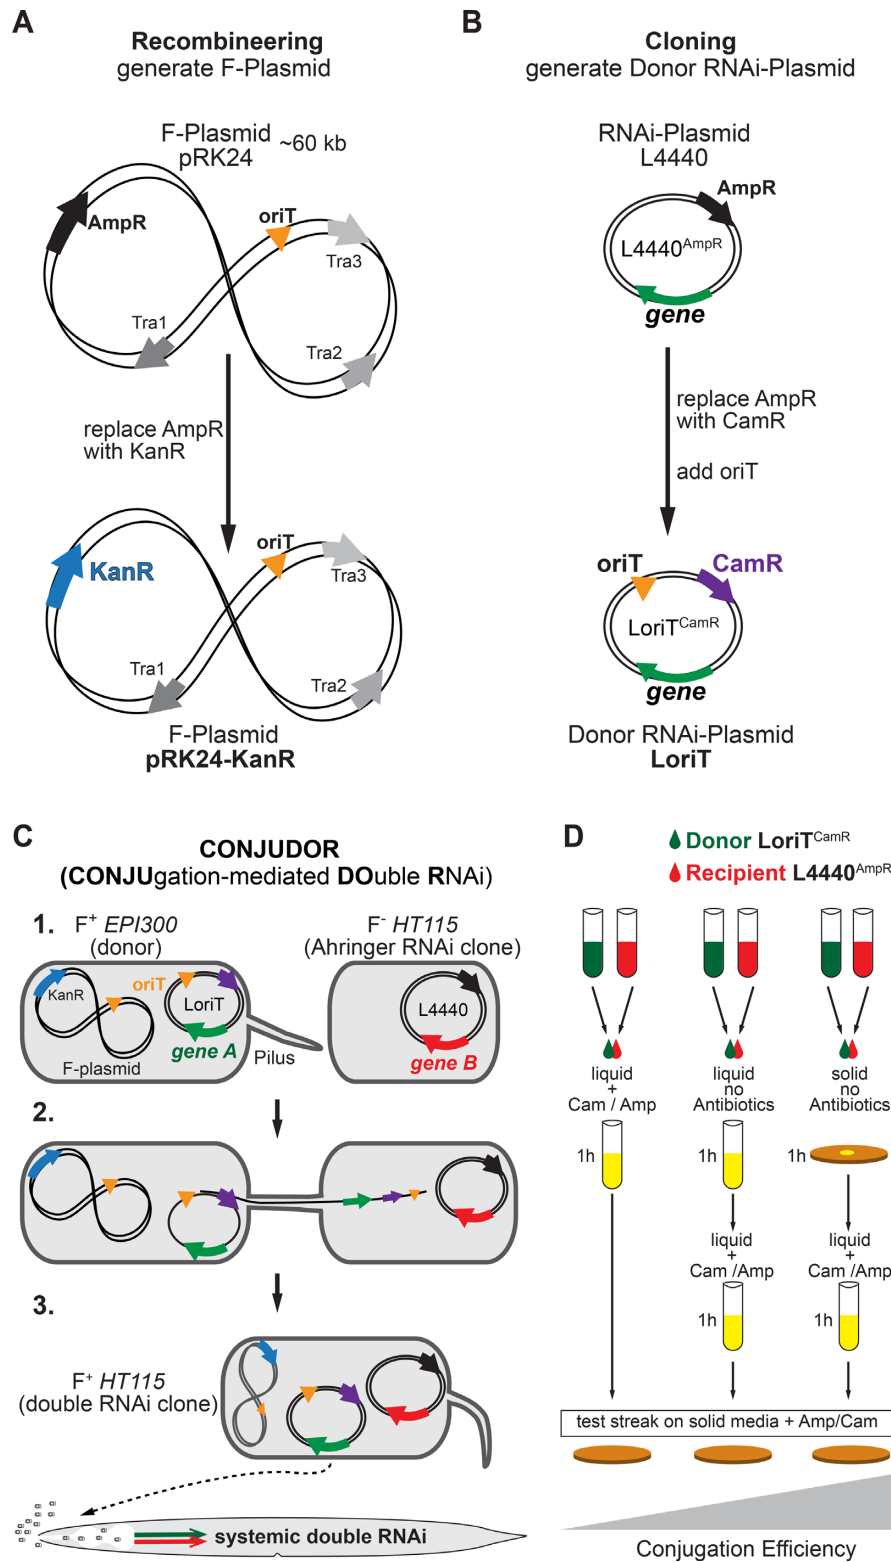 A
Recombineering
generate F-Plasmid
F-Plasmid
pRK24
~60 kb
AmpR
oriT
Tra3
Tra1
Tra2
replace AmpR
with KanR
KanR
oriT
Tra3
Tra1
Tra2
F-Plasmid
pRK24-KanR
B
Cloning
generate Donor RNAi-Plasmid
RNAi-Plasmid
L4440
AmpR
L4440AmpR
gene
replace AmpR
with CamR
add oriT
oriT
CamR
LoriTCamR
gene
Donor RNAi-Plasmid
LoriT
C
CONJUDOR
(CONJUgation-mediated DOuble RNAi)
1.
F+ EPI300
(donor)
F- HT115
(Ahringer RNAi clone)
KanR
oriT
LoriT
gene A
F-plasmid
Pilus
L4440
gene B
2.
3.
F+ HT115
(double RNAi clone)
systemic double RNAi
D
Donor LoriTCamR
Recipient L4440AmpR
liquid
+
Cam / Amp
liquid
no
Antibiotics
solid
no
Antibiotics
1h
1h
1h
liquid
+
Cam /Amp
liquid
+
Cam /Amp
1h
1h
test streak on solid media + Amp/Cam
Conjugation Efficiency